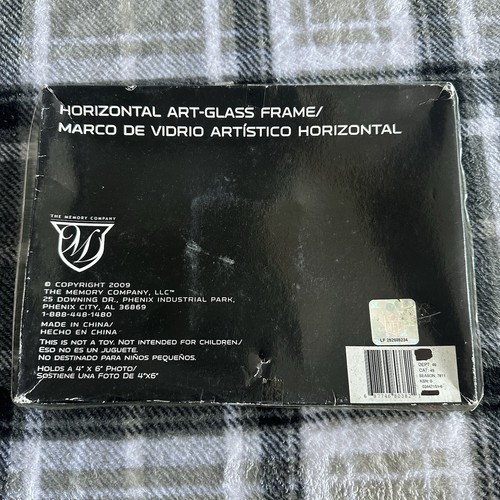 HORIZONTAL ART-GLASS FRAME/
MARCO DE VIDRIO ARTÍSTICO HORIZONTAL
THE MEMORY COMPANY
© COPYRIGHT 2009
THE MEMORY COMPANY, LLC™
25 DOWNING DR., PHENIX INDUSTRIAL PARK,
PHENIX CITY, AL 36869
1-888-448-1480
MADE IN CHINA/
HECHO EN CHINA
THIS IS NOT A TOY. NOT INTENDED FOR CHILDREN/
ESO NO ES UN JUGUETE.
NO DESTINADO PARA NIÑOS PEQUEÑOS.
HOLDS A 4" X 6" PHOTO/
SOSTIENE UNA FOTO DE 4"X6"
DEPT:
CAT:
SEASON: